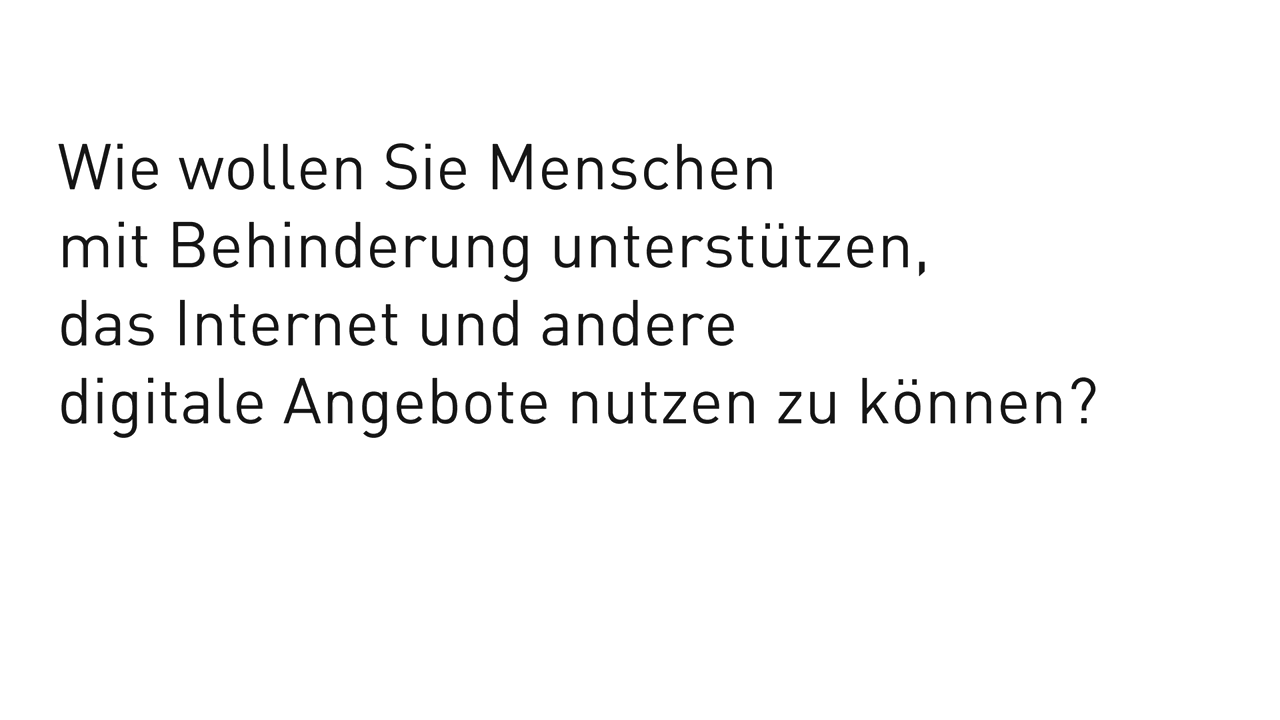 Wie wollen Sie Menschen
mit Behinderung unterstützen,
das Internet und andere
digitale Angebote nutzen zu können?